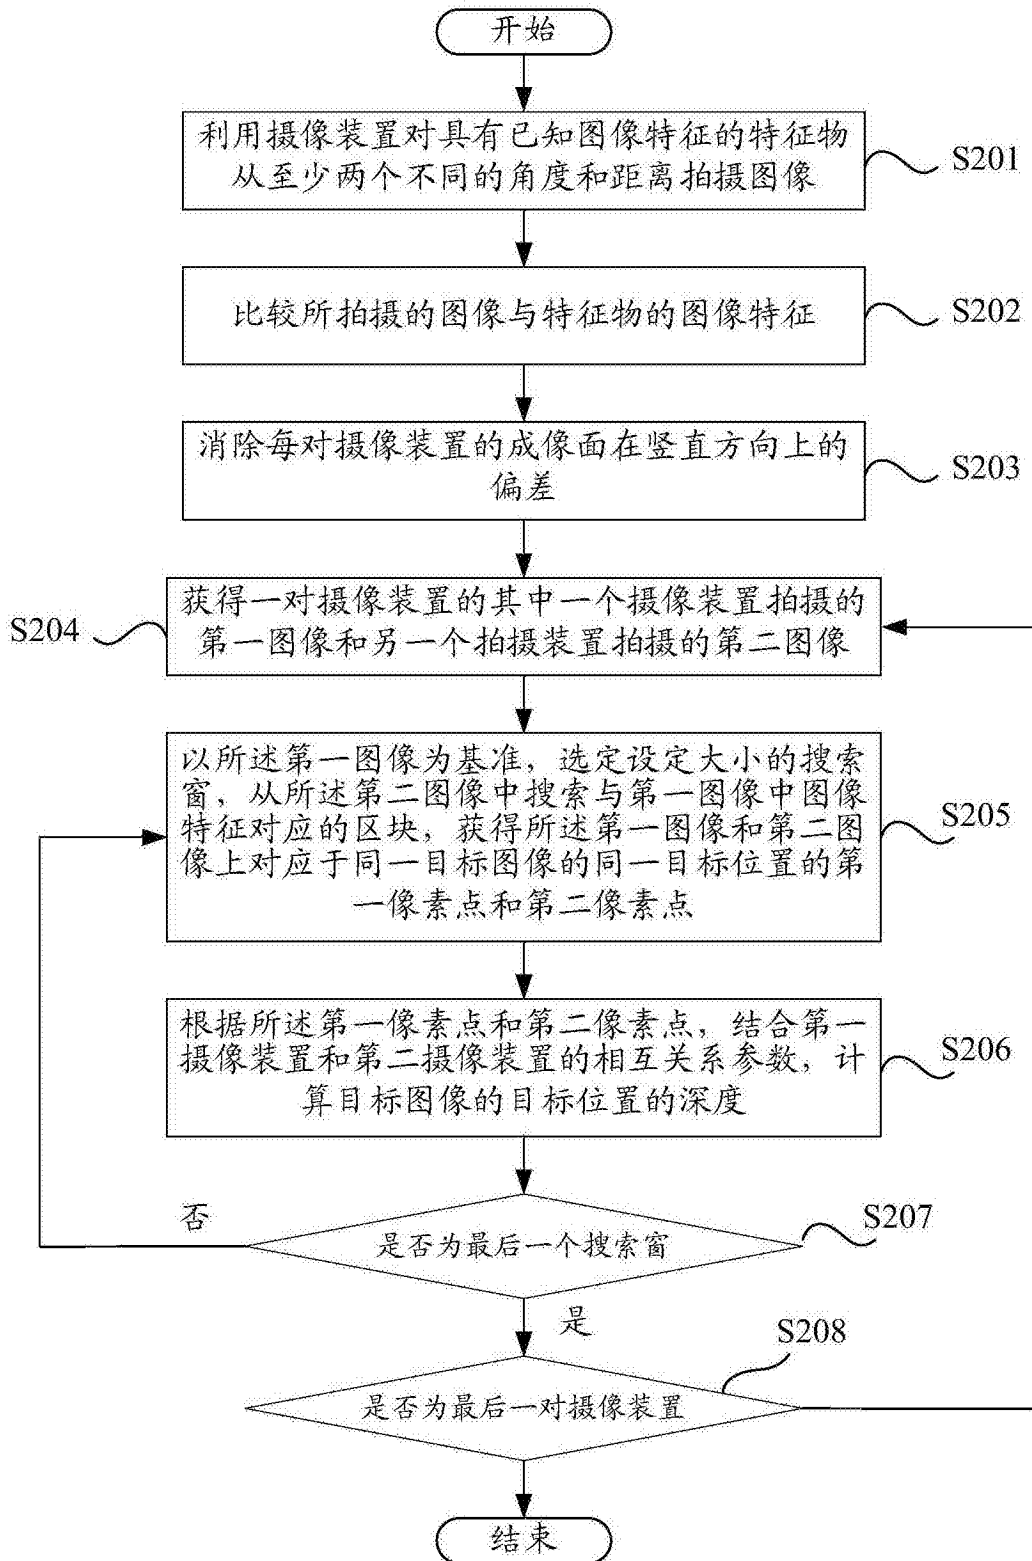 开始
利用摄像装置对具有已知图像特征的特征物
从至少两个不同的角度和距离拍摄图像
S201
比较所拍摄的图像与特征物的图像特征
S202
消除每对摄像装置的成像面在竖直方向上的
偏差
S203
获得一对摄像装置的其中一个摄像装置拍摄的
第一图像和另一个拍摄装置拍摄的第二图像
S204
以所述第一图像为基准，选定设定大小的搜索
窗，从所述第二图像中搜索与第一图像中图像
特征对应的区块，获得所述第一图像和第二图
像上对应于同一目标图像的同一目标位置的第
一像素点和第二像素点
S205
根据所述第一像素点和第二像素点，结合第一
摄像装置和第二摄像装置的相互关系参数，计
算目标图像的目标位置的深度
S206
否
是否为最后一个搜索窗
S207
是
S208
是否为最后一对摄像装置
结束